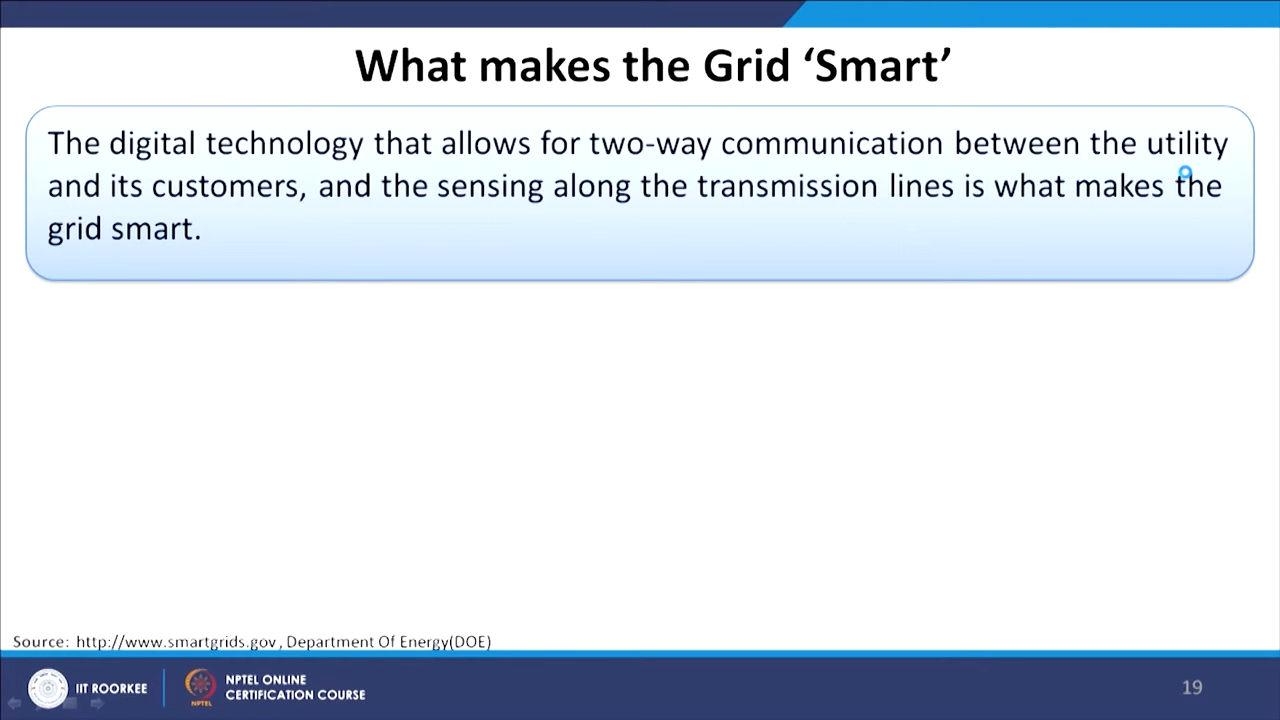 What makes the Grid ‘Smart’
The digital technology that allows for two-way communication between the utility
and its customers, and the sensing along the transmission lines is what makes the
grid smart.
Source: http://www.smartgrids.gov , Department Of Energy(DOE)
IIT ROORKEE
NPTEL
NPTEL ONLINE
CERTIFICATION COURSE
19